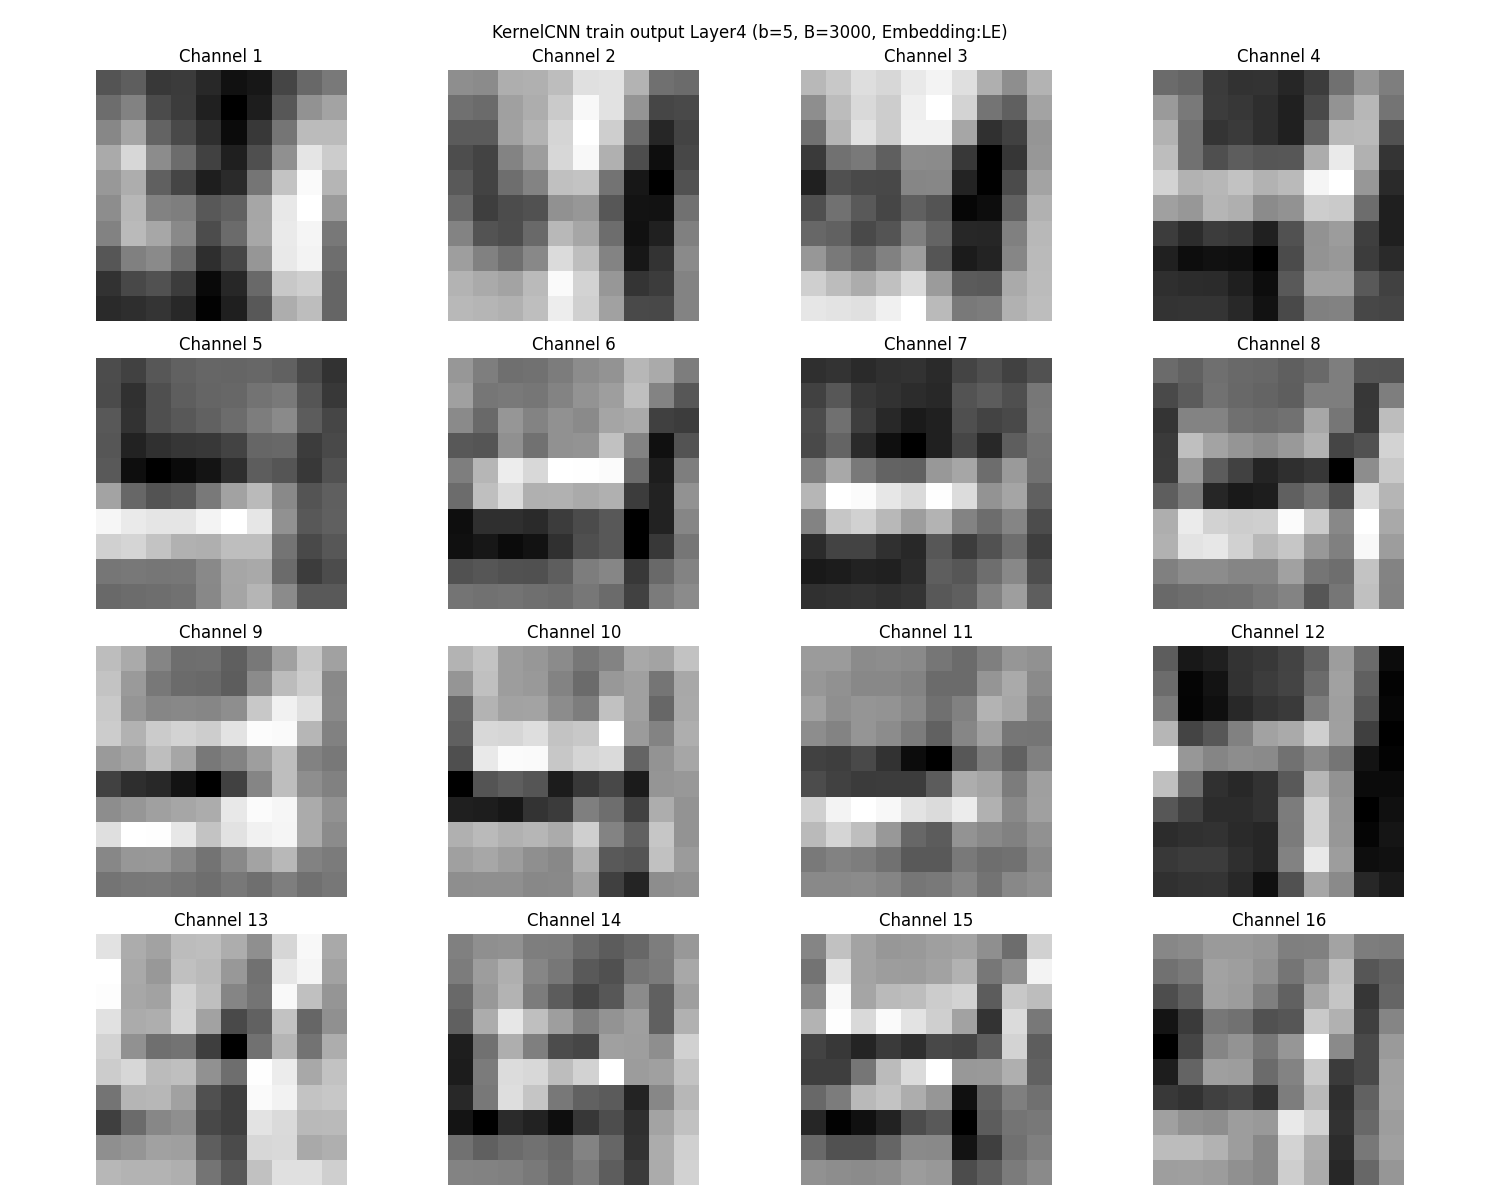 KernelCNN train output Layer4 (b=5, B=3000, Embedding:LE)
Channel 1
Channel 2
Channel 3
Channel 4
Channel 5
Channel 6
Channel 7
Channel 8
Channel 9
Channel 10
Channel 11
Channel 12
Channel 13
Channel 14
Channel 15
Channel 16